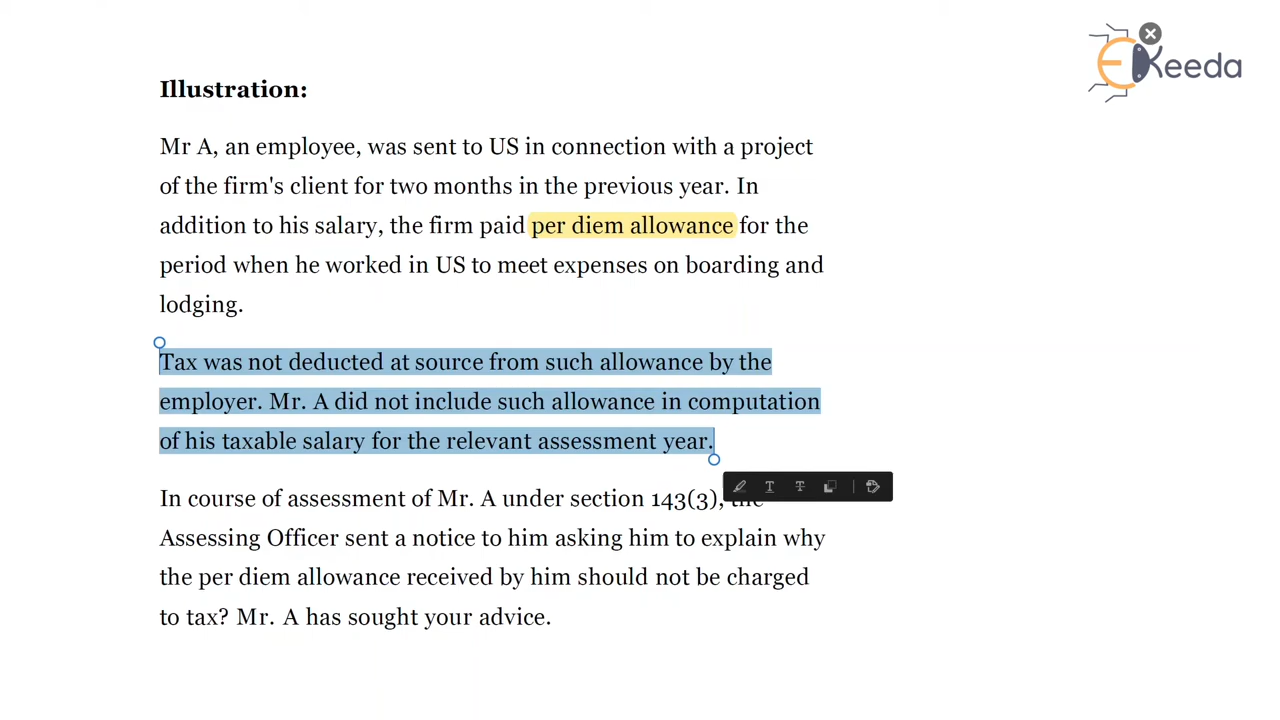 EKeeda
Illustration:
Mr A, an employee, was sent to US in connection with a project
of the firm's client for two months in the previous year. In
addition to his salary, the firm paid per diem allowance for the
period when he worked in US to meet expenses on boarding and
lodging.
Tax was not deducted at source from such allowance by the
employer. Mr. A did not include such allowance in computation
of his taxable salary for the relevant assessment year.
In course of assessment of Mr. A under section 143(3), the
Assessing Officer sent a notice to him asking him to explain why
the per diem allowance received by him should not be charged
to tax? Mr. A has sought your advice.